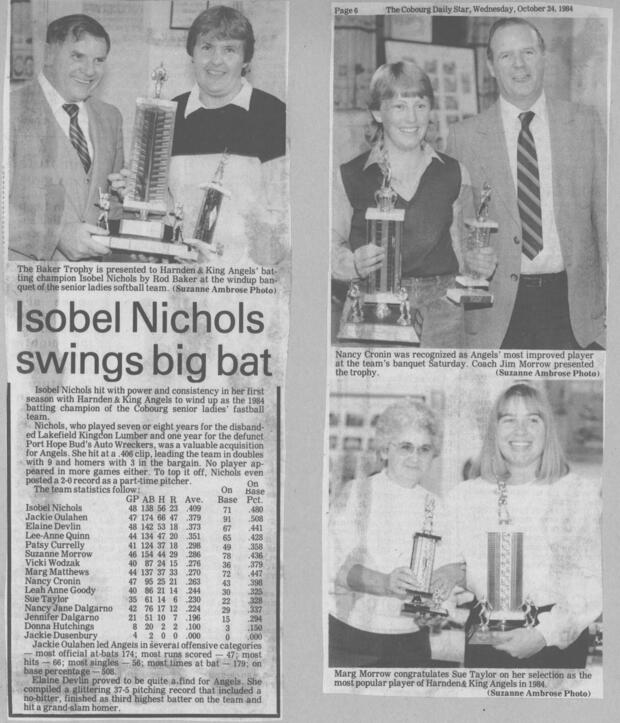 The Baker Trophy is presented to Harnden & King Angels' bat-
ting champion Isobel Nichols by Rod Baker at the windup ban-
quet of the senior ladies softball team. (Suzanne Ambrose Photo)
Isobel Nichols
swings big bat
Isobel Nichols hit with power and consistency in her first
season with Harnden & King Angels to wind up as the 1984
batting champion of the Cobourg senior ladies' fastball
team.
Nichols, who played seven or eight years for the disband-
ed Lakefield Kingdon Lumber and one year for the defunct
Port Hope Bud's Auto Wreckers, was a valuable acquisition
for Angels. She hit at a .406 clip, leading the team in doubles
with 9 and homers with 3 in the bargain. No player ap-
peared in more games either. To top it off, Nichols even
posted a 2-0 record as a part-time pitcher.
The team statistics follow:
GP AB H R Ave. On Base On Base Pct.
Isobel Nichols 48 138 56 23 .409 71 .480
Jackie Oulahen 47 174 66 47 .379 91 .508
Elaine Devlin 48 142 53 18 .373 67 .441
Lee-Anne Quinn 44 134 47 20 .351 65 .428
Patsy Currelly 41 124 37 18 .298 49 .358
Suzanne Morrow 46 154 44 29 .286 78 .436
Vicki Wodzak 40 87 24 15 .276 36 .379
Marg Matthews 44 137 37 33 .270 72 .447
Nancy Cronin 47 95 25 21 .263 43 .398
Leah Anne Goody 40 86 21 14 .244 30 .325
Sue Taylor 35 61 14 6 .230 22 .328
Nancy Jane Dalgarno 42 76 17 12 .224 29 .337
Jennifer Dalgarno 21 51 10 7 .196 15 .294
Donna Hutchings 8 20 2 2 .100 3 .150
Jackie Dusenbury 4 2 0 0 .000 0 .000
Jackie Oulahen led Angels in several offensive categories
— most official at-bats 174; most runs scored — 47; most
hits — 66; most singles — 56; most times at bat — 179; on
base percentage — 508.
Elaine Devlin proved to be quite a find for Angels. She
compiled a glittering 37-5 pitching record that included a
no-hitter, finished as third highest batter on the team and
hit a grand-slam homer.
Page 6 The Cobourg Daily Star, Wednesday, October 24, 1984
Nancy Cronin was recognized as Angels' most improved player
at the team's banquet Saturday. Coach Jim Morrow presented
the trophy. (Suzanne Ambrose Photo)
Marg Morrow congratulates Sue Taylor on her selection as the
most popular player of Harnden & King Angels in 1984.
(Suzanne Ambrose Photo)